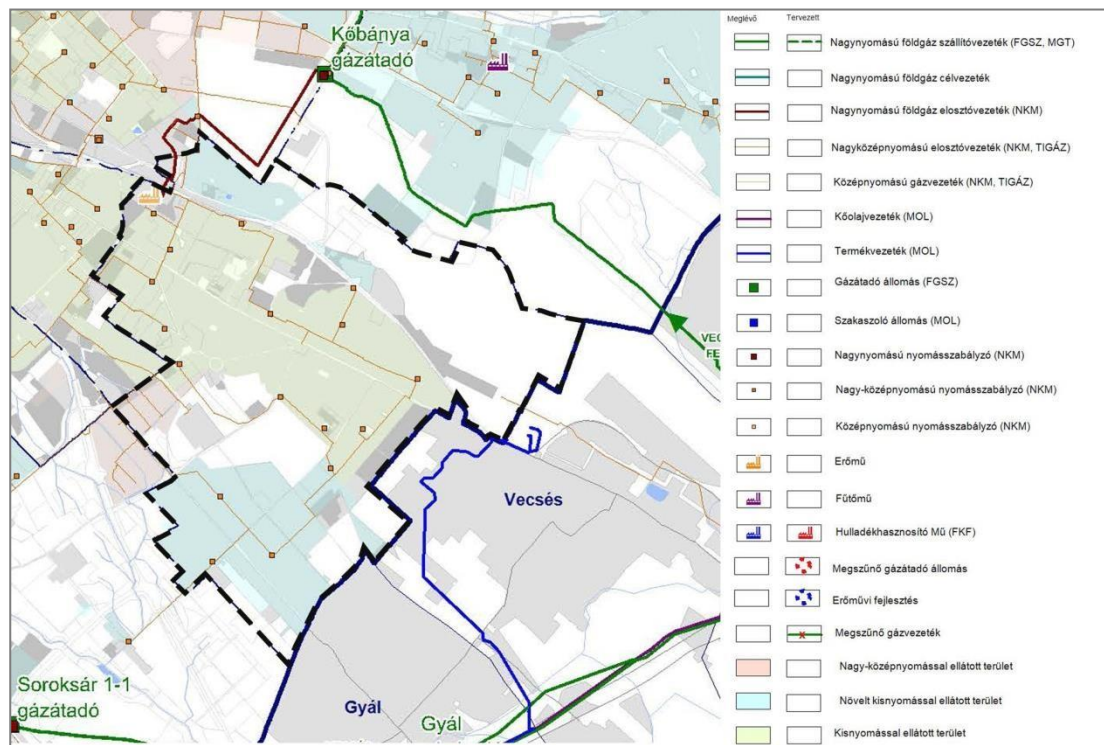 Kőbánya
gázátadó
VEC
FE
Vecsés
Soroksár 1-1
gázátadó
Gyál
Gyál
Meglévő Tervezett
Nagynyomású földgáz szállítóvezeték (FGSZ, MGT)
Nagynyomású földgáz célvezeték
Nagynyomású földgáz elosztóvezeték (NKM)
Nagyközépnyomású elosztóvezeték (NKM, TIGÁZ)
Középnyomású gázvezeték (NKM, TIGÁZ)
Kőolajvezeték (MOL)
Termékvezeték (MOL)
Gázátadó állomás (FGSZ)
Szakaszoló állomás (MOL)
Nagynyomású nyomásszabályzó (NKM)
Nagy-középnyomású nyomásszabályzó (NKM)
Középnyomású nyomásszabályzó (NKM)
Erőmű
Fűtőmű
Hulladékhasznosító Mű (FKF)
Megszűnő gázátadó állomás
Erőművi fejlesztés
Megszűnő gázvezeték
Nagy-középnyomással ellátott terület
Növelt kisnyomással ellátott terület
Kisnyomással ellátott terület